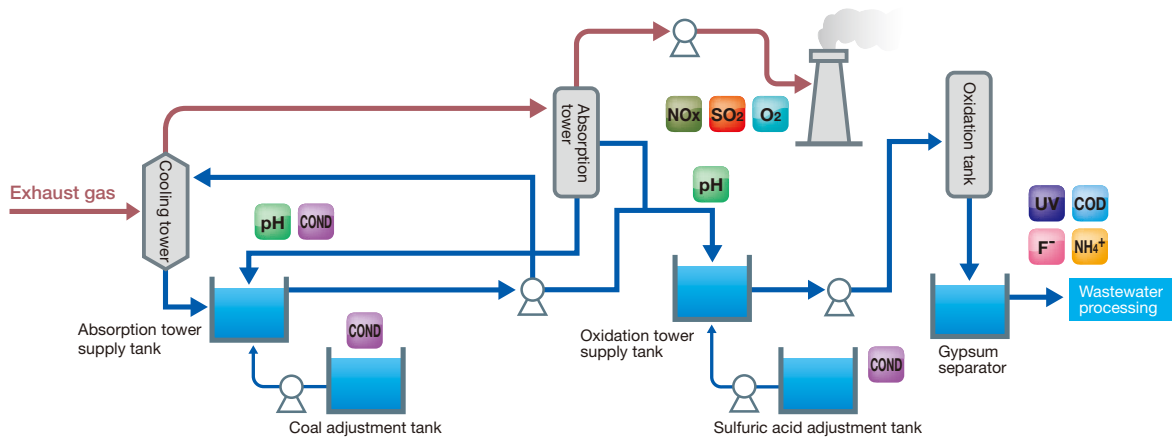 Exhaust gas
Cooling tower
Absorption
tower
NOx
SO₂
O₂
Oxidation tank
pH
COND
pH
UV
COD
F⁻
NH₄⁺
Absorption tower
supply tank
COND
Coal adjustment tank
Oxidation tower
supply tank
COND
Sulfuric acid adjustment tank
Gypsum
separator
Wastewater
processing